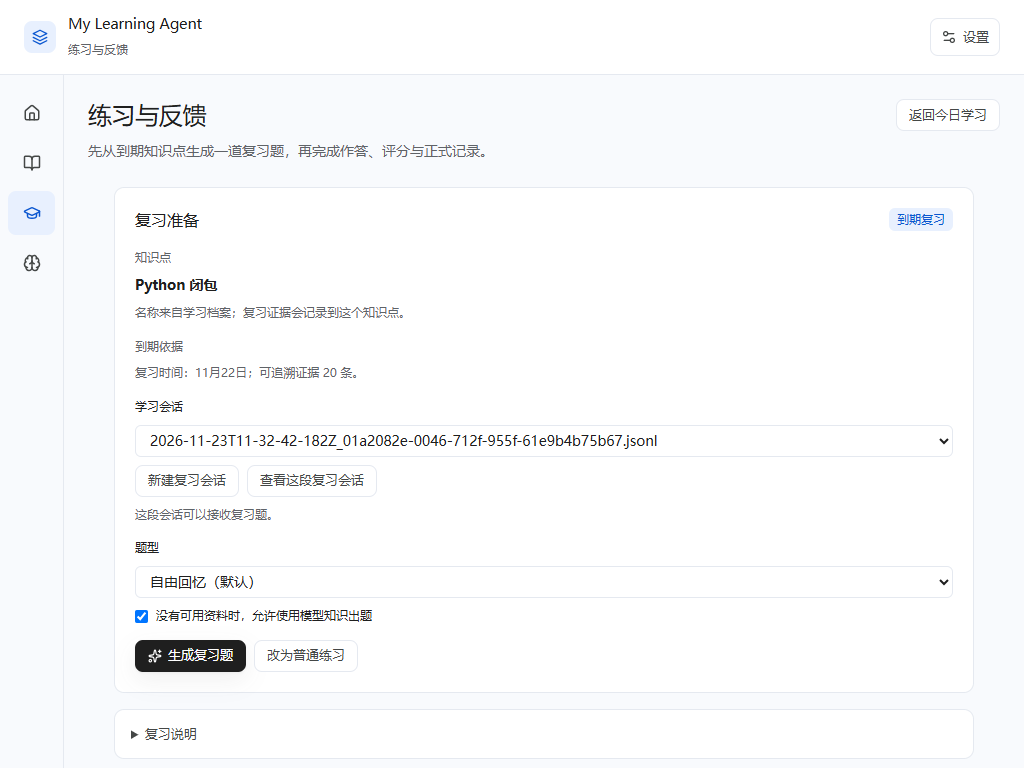 My Learning Agent
练习与反馈
设置
练习与反馈
返回今日学习
先从到期知识点生成一道复习题，再完成作答、评分与正式记录。
复习准备
到期复习
知识点
Python 闭包
名称来自学习档案；复习证据会记录到这个知识点。
到期依据
复习时间：11月22日；可追溯证据 20 条。
学习会话
2026-11-23T11-32-42-182Z_01a2082e-0046-712f-955f-61e9b4b75b67.jsonl
新建复习会话
查看这段复习会话
这段会话可以接收复习题。
题型
自由回忆（默认）
没有可用资料时，允许使用模型知识出题
生成复习题
改为普通练习
复习说明